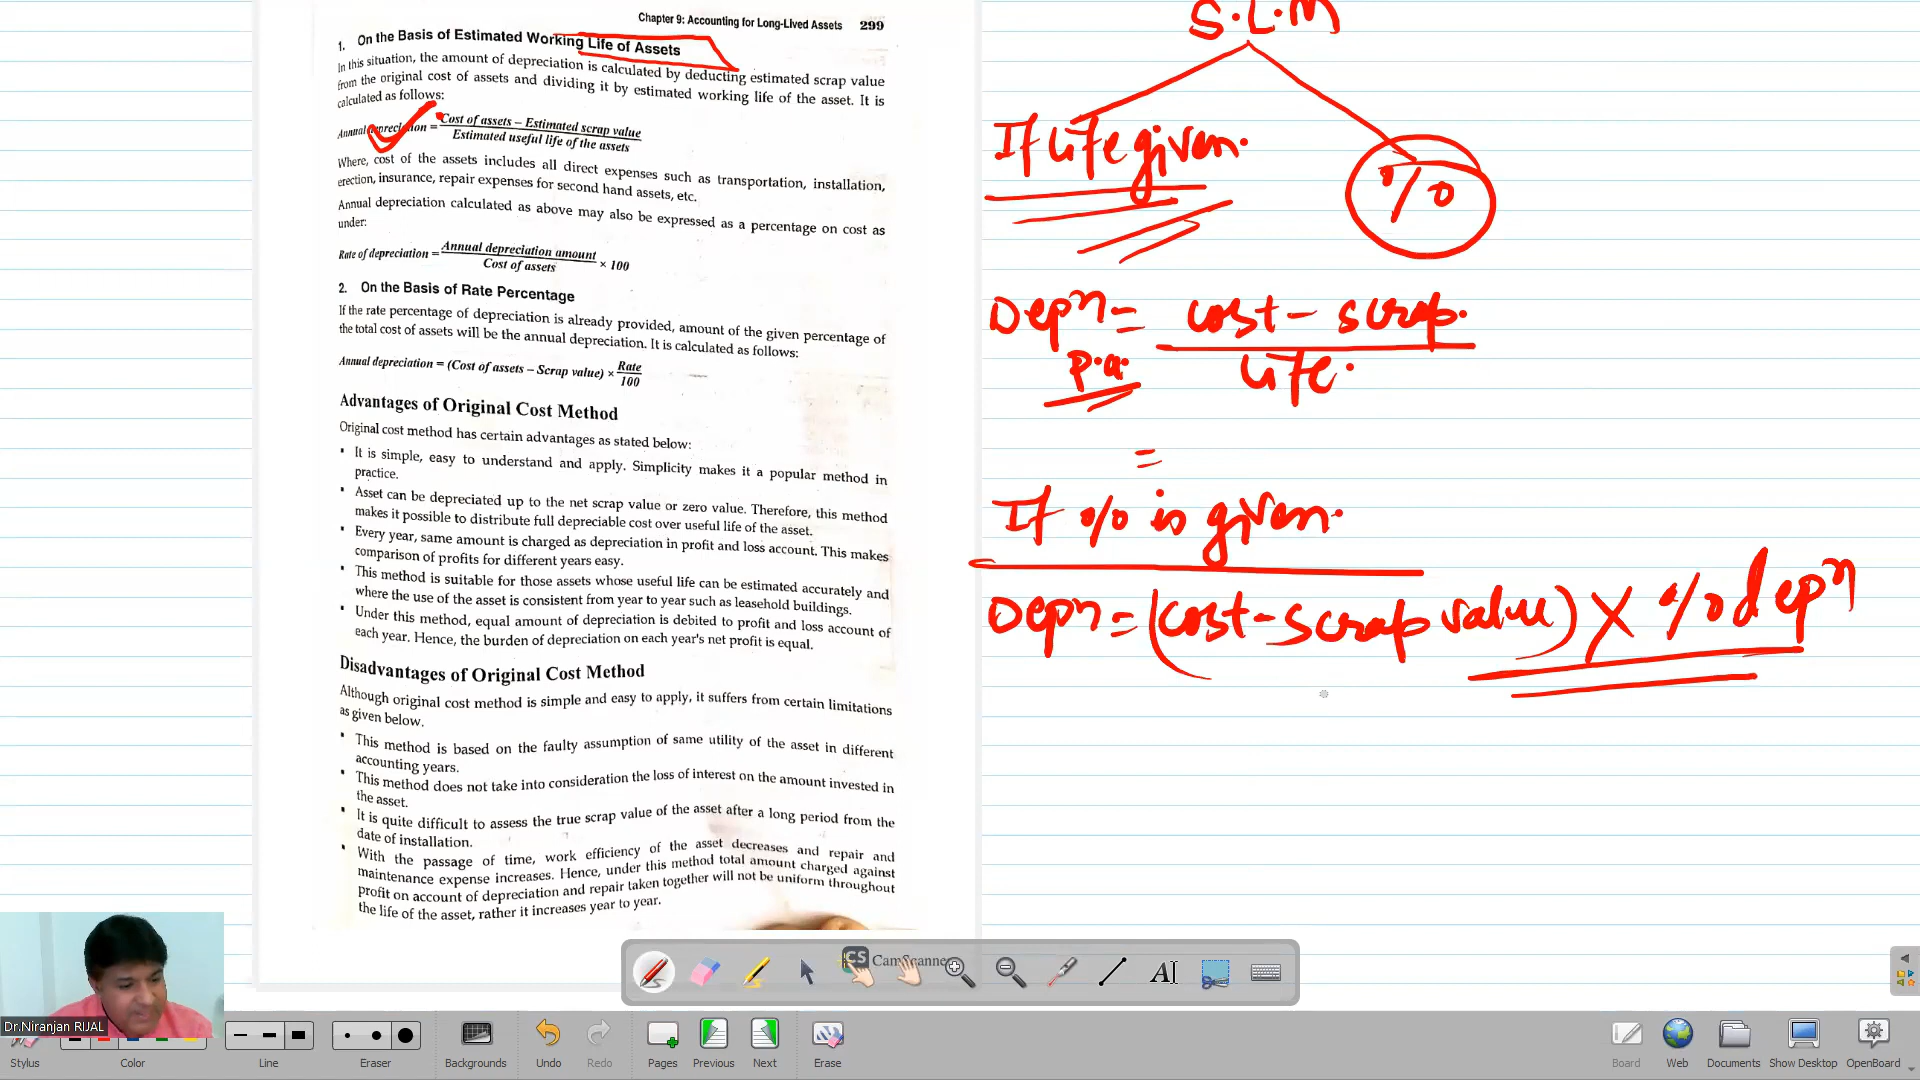 Chapter 9: Accounting for Long-Lived Assets 299
1. On the Basis of Estimated Working Life of Assets
In this situation, the amount of depreciation is calculated by deducting estimated scrap value
from the original cost of assets and dividing it by estimated working life of the asset. It is
calculated as follows:
Annual depreciation = Cost of assets – Estimated scrap value
Estimated useful life of the assets
Where, cost of the assets includes all direct expenses such as transportation, installation,
erection, insurance, repair expenses for second hand assets, etc.
Annual depreciation calculated as above may also be expressed as a percentage on cost as
under:
Rate of depreciation = Annual depreciation amount
Cost of assets × 100
2. On the Basis of Rate Percentage
If the rate percentage of depreciation is already provided, amount of the given percentage of
the total cost of assets will be the annual depreciation. It is calculated as follows:
Annual depreciation = (Cost of assets – Scrap value) × Rate
100
Advantages of Original Cost Method
Original cost method has certain advantages as stated below:
• It is simple, easy to understand and apply. Simplicity makes it a popular method in
practice.
• Asset can be depreciated up to the net scrap value or zero value. Therefore, this method
makes it possible to distribute full depreciable cost over useful life of the asset.
• Every year, same amount is charged as depreciation in profit and loss account. This makes
comparison of profits for different years easy.
• This method is suitable for those assets whose useful life can be estimated accurately and
where the use of the asset is consistent from year to year such as leasehold buildings.
• Under this method, equal amount of depreciation is debited to profit and loss account of
each year. Hence, the burden of depreciation on each year's net profit is equal.
Disadvantages of Original Cost Method
Although original cost method is simple and easy to apply, it suffers from certain limitations
as given below.
• This method is based on the faulty assumption of same utility of the asset in different
accounting years.
• This method does not take into consideration the loss of interest on the amount invested in
the asset.
• It is quite difficult to assess the true scrap value of the asset after a long period from the
date of installation.
• With the passage of time, work efficiency of the asset decreases and repair and
maintenance expense increases. Hence, under this method total amount charged against
profit on account of depreciation and repair taken together will not be uniform throughout
the life of the asset, rather it increases year to year.
S.L.M
If Life given.
%
Depn = cost - scrap.
p.a. Life.
=
If % is given.
Depn = (cost - scrap value) X % depn
CS CamScanne
AI
Dr.Niranjan RIJAL
Stylus Color Line Eraser Backgrounds Undo Redo Pages Previous Next Erase Board Web Documents Show Desktop OpenBoard